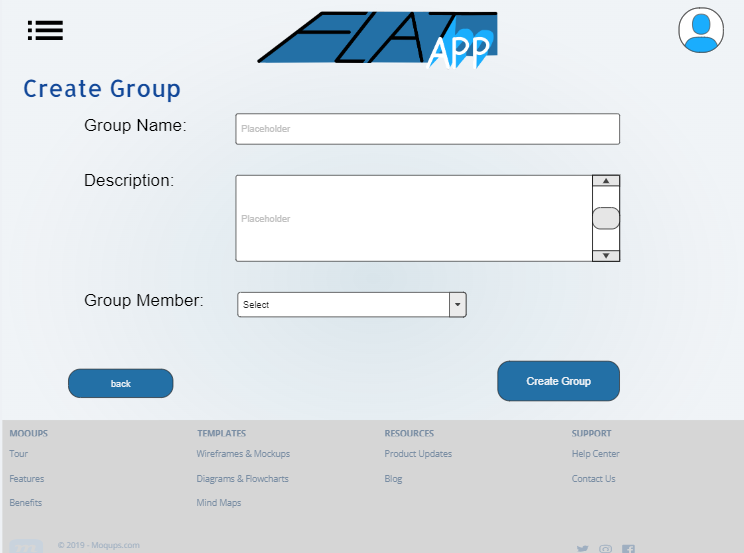 FLAT APP
Create Group
Group Name:
Placeholder
Description:
Placeholder
Group Member:
Select
back
Create Group
MOQUPS TEMPLATES RESOURCES SUPPORT
Tour Wireframes & Mockups Product Updates Help Center
Features Diagrams & Flowcharts Blog Contact Us
Benefits Mind Maps
© 2019 - Moqups.com